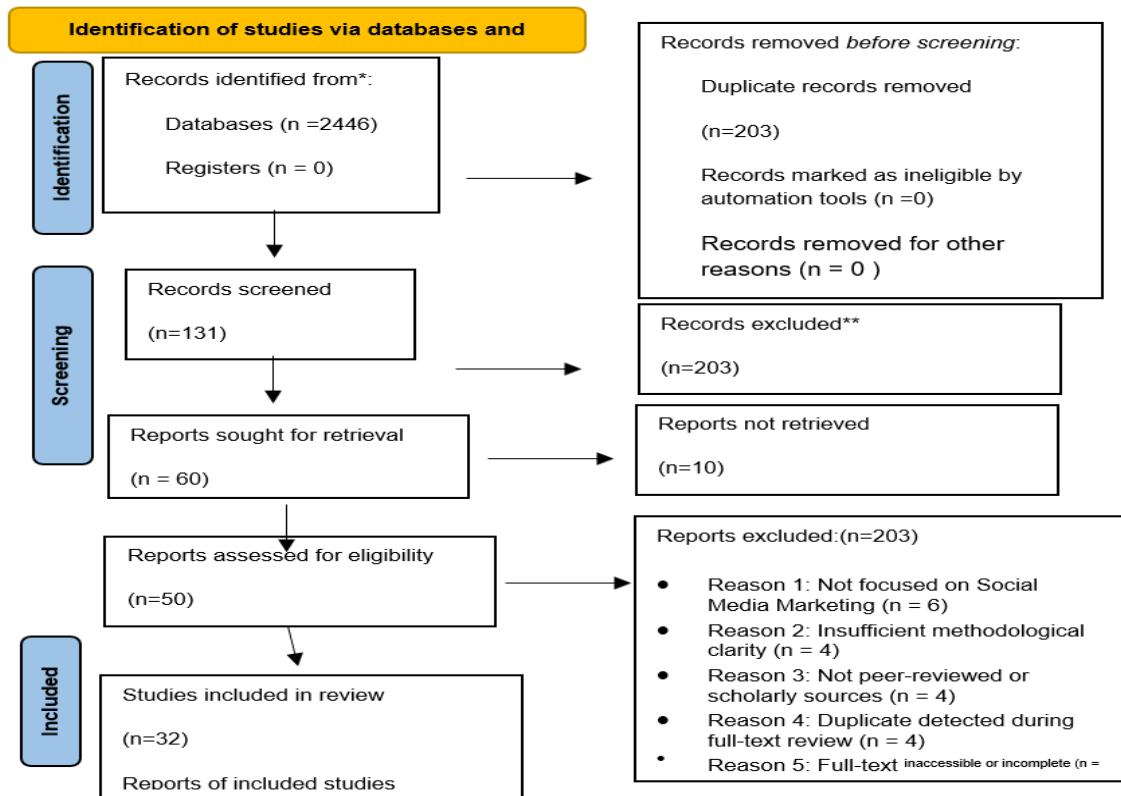 Identification of studies via databases and
Identification
Records identified from*:
Databases (n =2446)
Registers (n = 0)
Records removed before screening:
Duplicate records removed
(n=203)
Records marked as ineligible by
automation tools (n =0)
Records removed for other
reasons (n = 0 )
Screening
Records screened
(n=131)
Records excluded**
(n=203)
Reports sought for retrieval
(n = 60)
Reports not retrieved
(n=10)
Reports assessed for eligibility
(n=50)
Reports excluded:(n=203)
• Reason 1: Not focused on Social
Media Marketing (n = 6)
• Reason 2: Insufficient methodological
clarity (n = 4)
• Reason 3: Not peer-reviewed or
scholarly sources (n = 4)
• Reason 4: Duplicate detected during
full-text review (n = 4)
• Reason 5: Full-text inaccessible or incomplete (n =
Included
Studies included in review
(n=32)
Reports of included studies